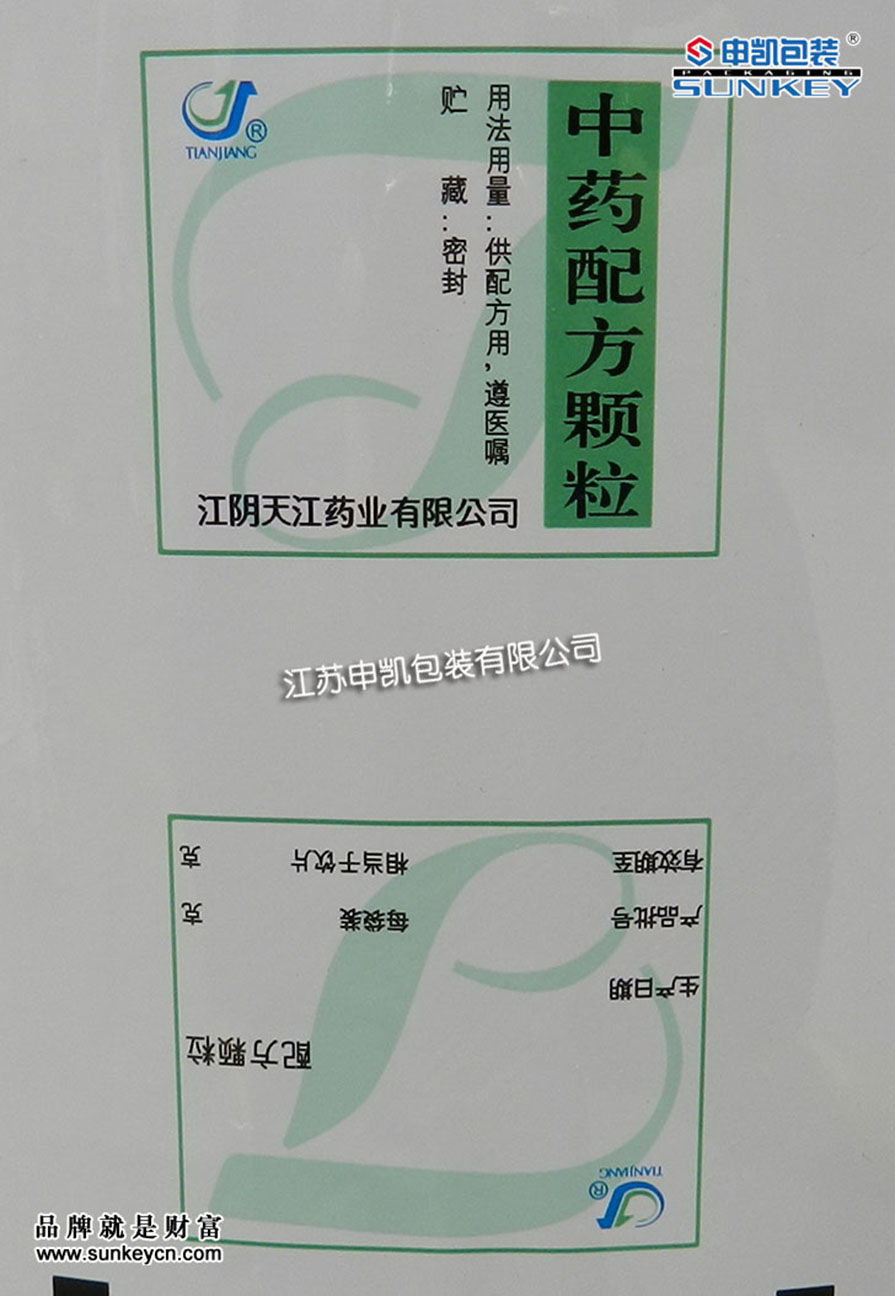 申凯包装®
PACKAGING
SUNKEY
®
TIANJIANG
中药配方颗粒
用法用量：供配方用，遵医嘱
贮 藏：密封
江阴天江药业有限公司
江苏申凯包装有限公司
TIANJIANG
®
配方颗粒
生产日期
每袋装 克
产品批号
相当于饮片 克
有效期至
品牌就是财富
www.sunkeycn.com